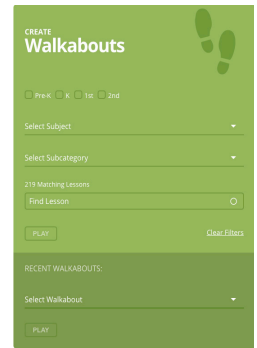 CREATE
Walkabouts
Pre-K K 1st 2nd
Select Subject
Select Subcategory
219 Matching Lessons
Find Lesson
PLAY Clear Filters
RECENT WALKABOUTS:
Select Walkabout
PLAY